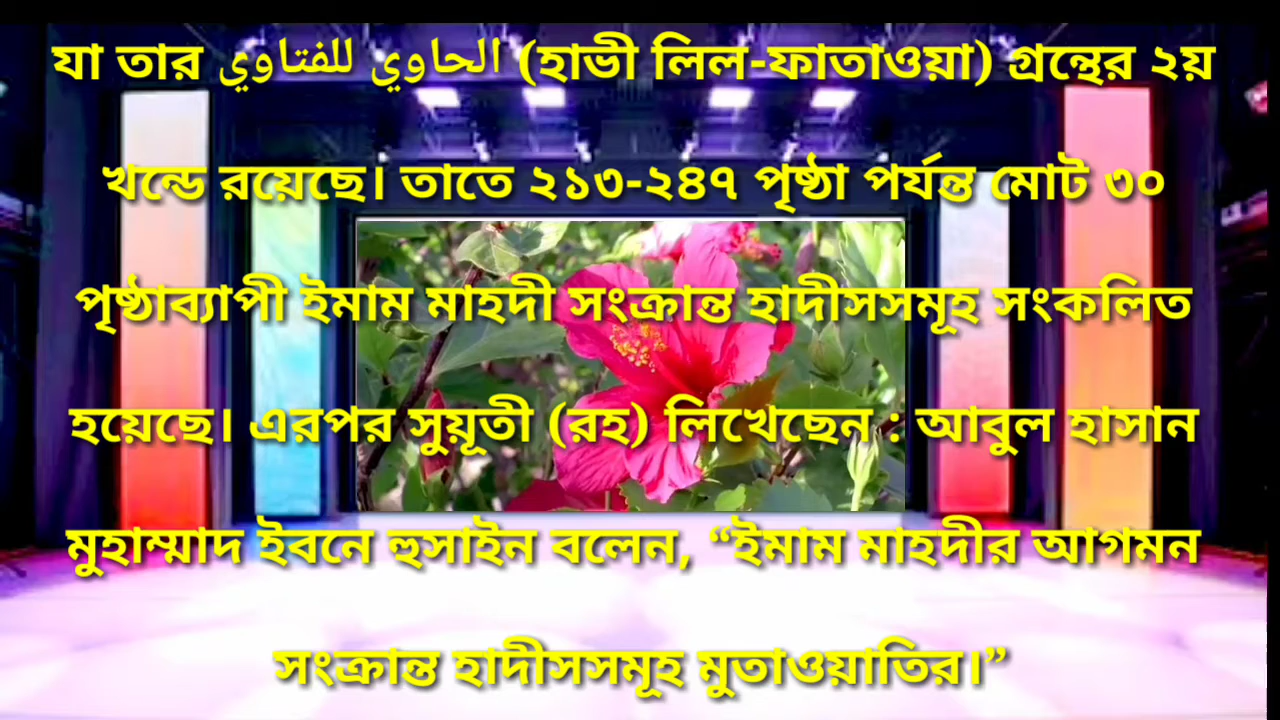 যা তার الحاوي للفتاوي (হাভী লিল-ফাতাওয়া) গ্রন্থের ২য়
খন্ডে রয়েছে। তাতে ২১৩-২৪৭ পৃষ্ঠা পর্যন্ত মোট ৩০
পৃষ্ঠাব্যাপী ইমাম মাহদী সংক্রান্ত হাদীসসমূহ সংকলিত
হয়েছে। এরপর সুয়ূতী (রহ) লিখেছেন : আবুল হাসান
মুহাম্মাদ ইবনে হুসাইন বলেন, “ইমাম মাহদীর আগমন
সংক্রান্ত হাদীসসমূহ মুতাওয়াতির।”